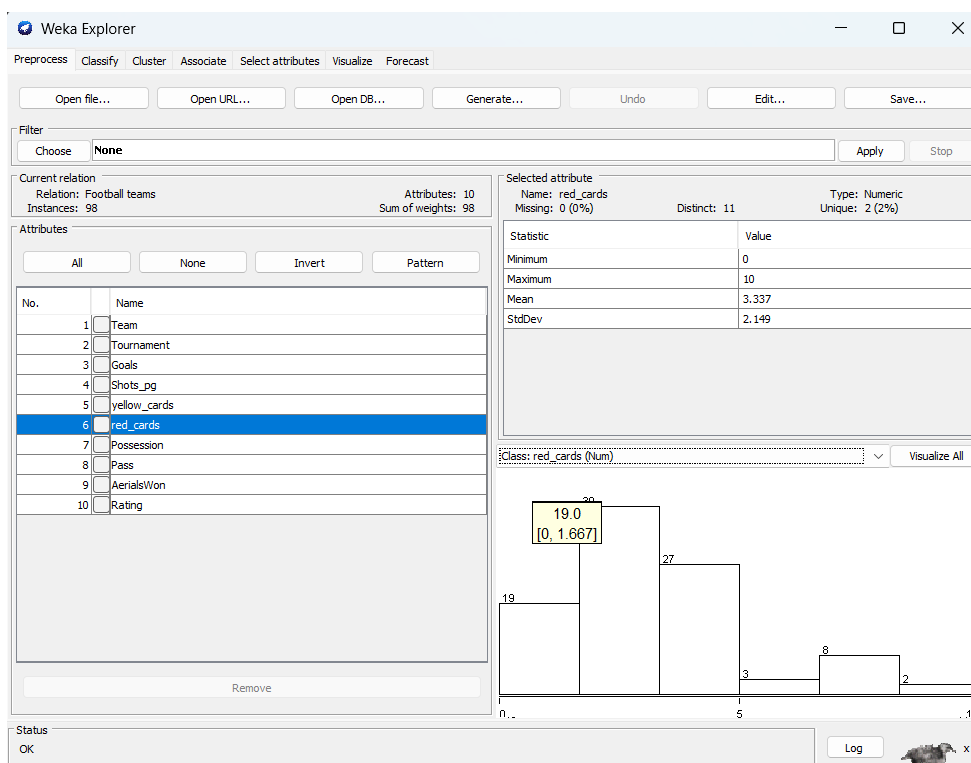 Weka Explorer
Preprocess Classify Cluster Associate Select attributes Visualize Forecast
Open file... Open URL... Open DB... Generate... Undo Edit... Save...
Filter
Choose None Apply Stop
Current relation
Relation: Football teams Attributes: 10
Instances: 98 Sum of weights: 98
Selected attribute
Name: red_cards Type: Numeric
Missing: 0 (0%) Distinct: 11 Unique: 2 (2%)
Attributes
All None Invert Pattern
No. Name
1 Team
2 Tournament
3 Goals
4 Shots_pg
5 yellow_cards
6 red_cards
7 Possession
8 Pass
9 AerialsWon
10 Rating
Remove
Statistic Value
Minimum 0
Maximum 10
Mean 3.337
StdDev 2.149
Class: red_cards (Num) Visualize All
19.0
[0, 1.667]
19 27 3 8 2
0 5
Status
OK
Log x